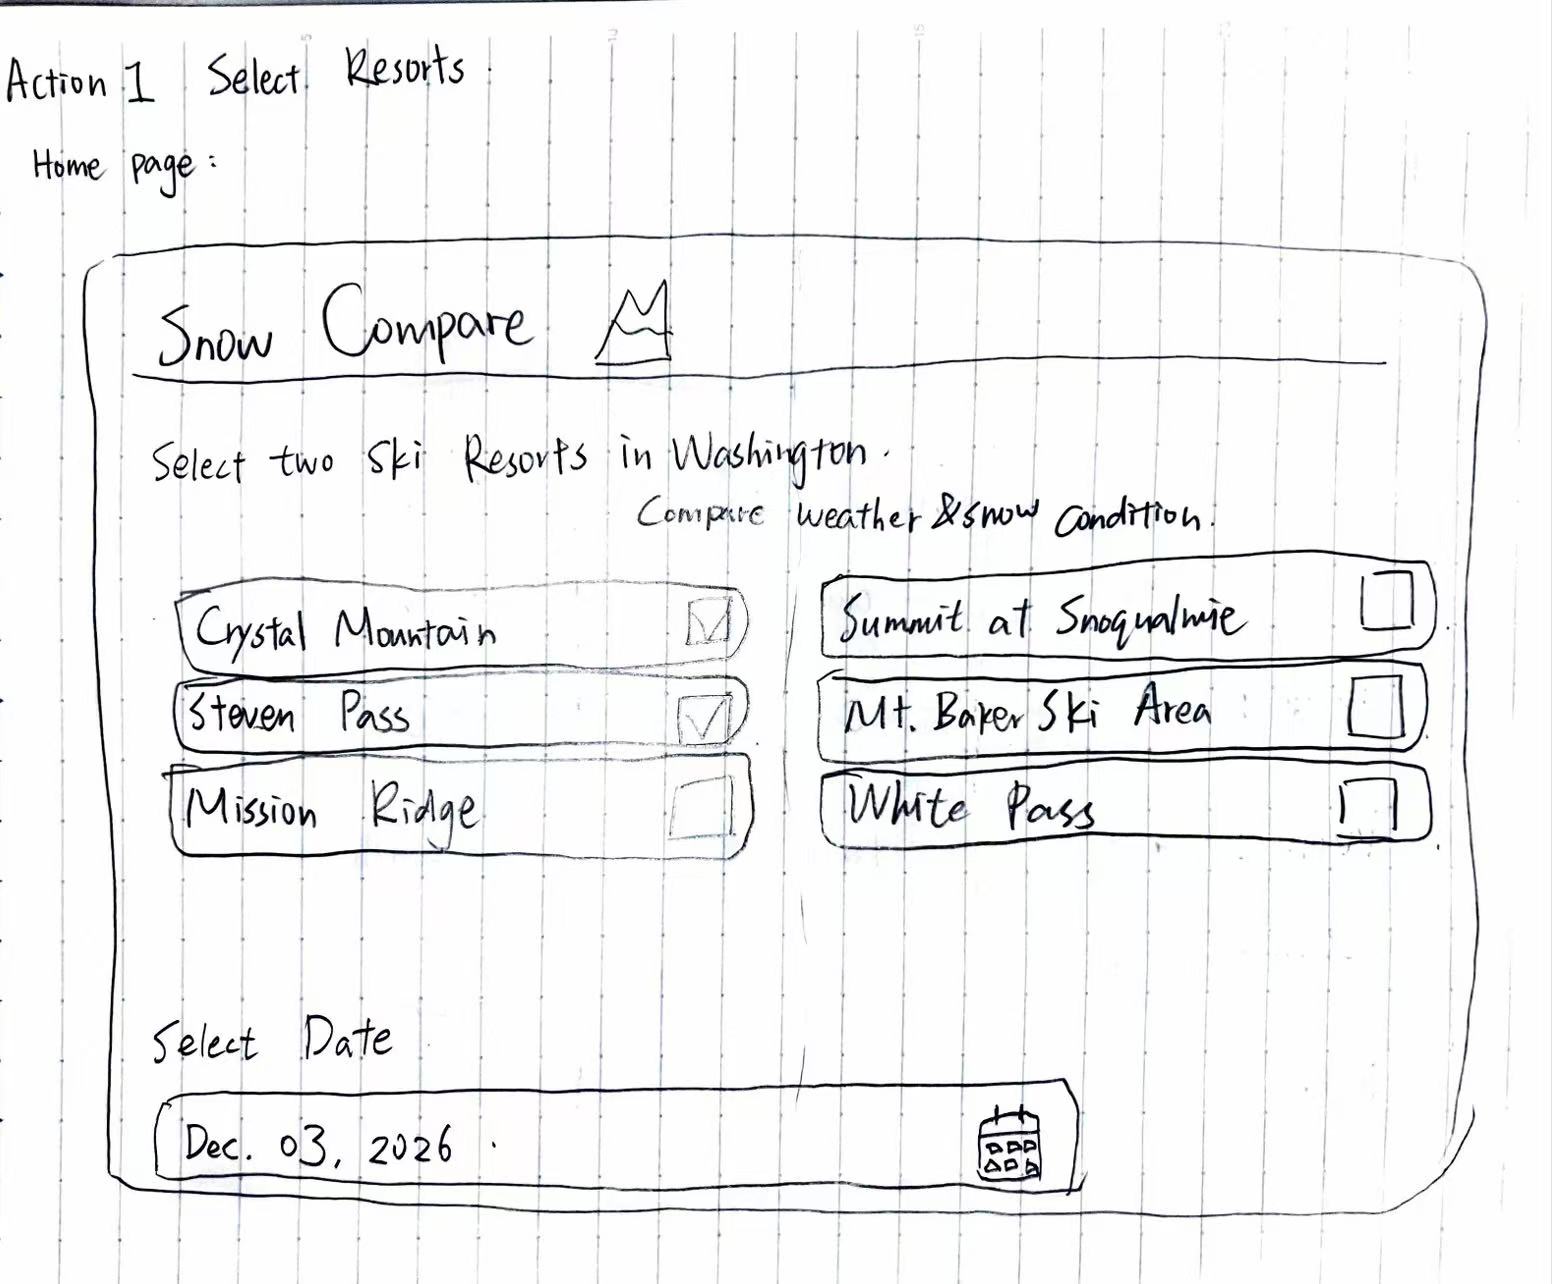 Action 1 Select Resorts
Home page:
Snow Compare
Select two Ski Resorts in Washington.
Compare weather & snow condition.
Crystal Mountain
Steven Pass
Mission Ridge
Summit at Snoqualmie
Mt. Baker Ski Area
White Pass
Select Date
Dec. 03, 2026